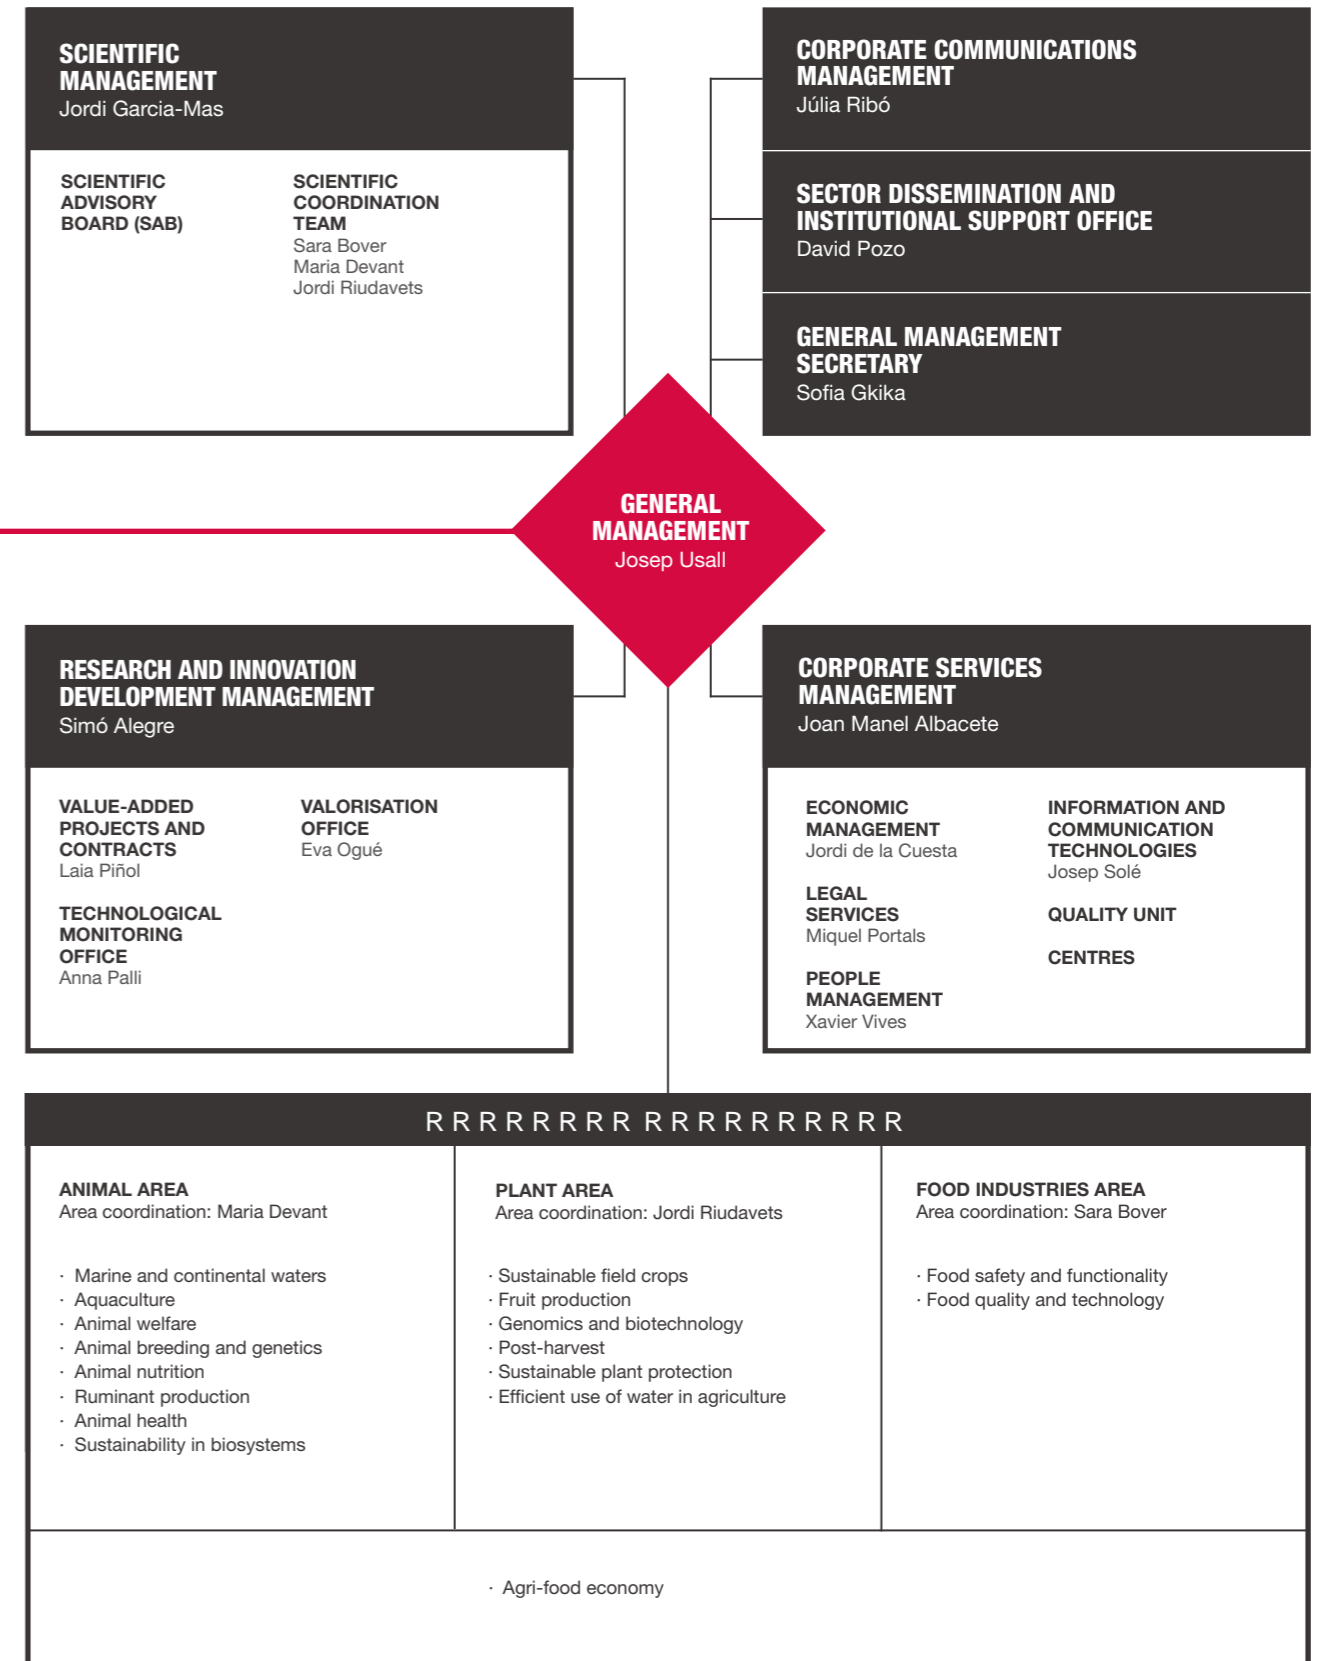 SCIENTIFIC
MANAGEMENT
Jordi Garcia-Mas
SCIENTIFIC
ADVISORY
BOARD (SAB)
SCIENTIFIC
COORDINATION
TEAM
Sara Bover
Maria Devant
Jordi Riudavets
CORPORATE COMMUNICATIONS
MANAGEMENT
Júlia Ribó
SECTOR DISSEMINATION AND
INSTITUTIONAL SUPPORT OFFICE
David Pozo
GENERAL MANAGEMENT
SECRETARY
Sofia Gkika
GENERAL
MANAGEMENT
Josep Usall
RESEARCH AND INNOVATION
DEVELOPMENT MANAGEMENT
Simó Alegre
VALUE-ADDED
PROJECTS AND
CONTRACTS
Laia Piñol
TECHNOLOGICAL
MONITORING
OFFICE
Anna Palli
VALORISATION
OFFICE
Eva Ogué
CORPORATE SERVICES
MANAGEMENT
Joan Manel Albacete
ECONOMIC
MANAGEMENT
Jordi de la Cuesta
LEGAL
SERVICES
Miquel Portals
PEOPLE
MANAGEMENT
Xavier Vives
INFORMATION AND
COMMUNICATION
TECHNOLOGIES
Josep Solé
QUALITY UNIT
CENTRES
R R R R R R R R R R R R R R R R R R
ANIMAL AREA
Area coordination: Maria Devant
· Marine and continental waters
· Aquaculture
· Animal welfare
· Animal breeding and genetics
· Animal nutrition
· Ruminant production
· Animal health
· Sustainability in biosystems
PLANT AREA
Area coordination: Jordi Riudavets
· Sustainable field crops
· Fruit production
· Genomics and biotechnology
· Post-harvest
· Sustainable plant protection
· Efficient use of water in agriculture
FOOD INDUSTRIES AREA
Area coordination: Sara Bover
· Food safety and functionality
· Food quality and technology
· Agri-food economy